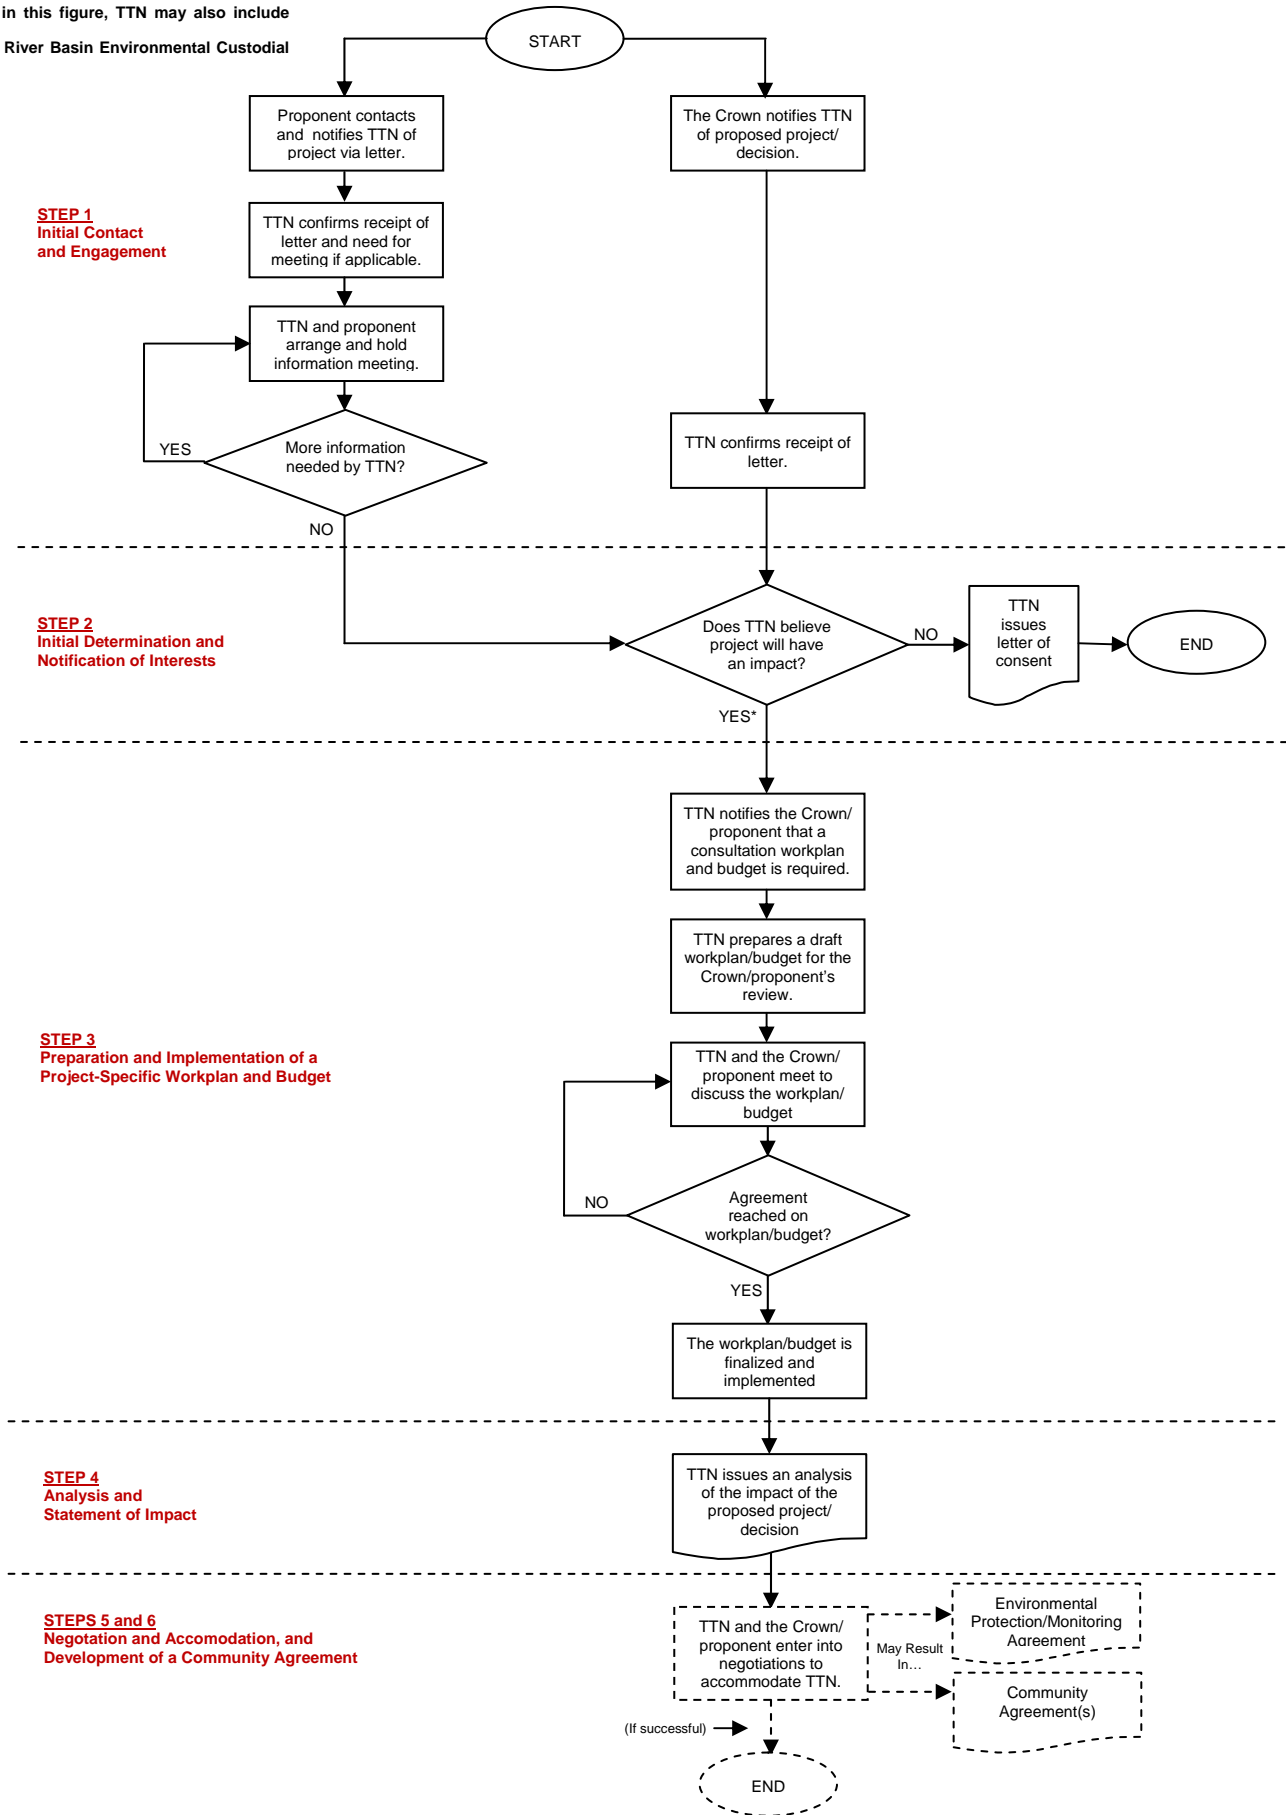 in this figure, TTN may also include
River Basin Environmental Custodial
START
Proponent contacts
and notifies TTN of
project via letter.
The Crown notifies TTN
of proposed project/
decision.
STEP 1
Initial Contact
and Engagement
TTN confirms receipt of
letter and need for
meeting if applicable.
TTN and proponent
arrange and hold
information meeting.
YES
More information
needed by TTN?
TTN confirms receipt of
letter.
NO
STEP 2
Initial Determination and
Notification of Interests
Does TTN believe
project will have
an impact?
NO
TTN
issues
letter of
consent
END
YES*
TTN notifies the Crown/
proponent that a
consultation workplan
and budget is required.
TTN prepares a draft
workplan/budget for the
Crown/proponent's
review.
STEP 3
Preparation and Implementation of a
Project-Specific Workplan and Budget
TTN and the Crown/
proponent meet to
discuss the workplan/
budget
NO
Agreement
reached on
workplan/budget?
YES
The workplan/budget is
finalized and
implemented
STEP 4
Analysis and
Statement of Impact
TTN issues an analysis
of the impact of the
proposed project/
decision
STEPS 5 and 6
Negotation and Accomodation, and
Development of a Community Agreement
TTN and the Crown/
proponent enter into
negotiations to
accommodate TTN.
May Result
In…
Environmental
Protection/Monitoring
Agreement
Community
Agreement(s)
(If successful)
END